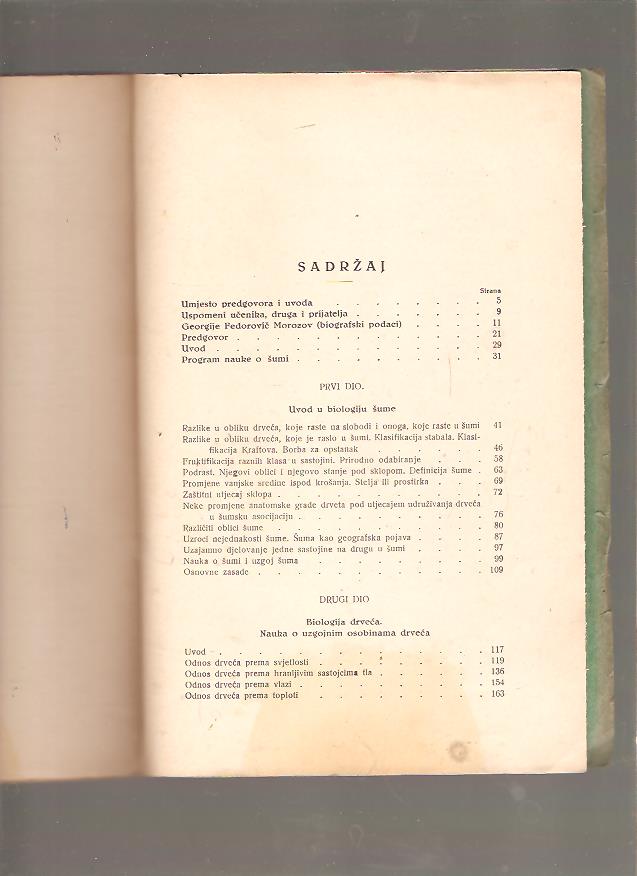 SADRŽAJ
Strana
Umjesto predgovora i uvoda . . . . . . . . 5
Uspomeni učenika, druga i prijatelja . . . . . . . 9
Georgije Fedorovič Morozov (biografski podaci) . . . . 11
Predgovor . . . . . . . . . . . . . 21
Uvod . . . . . . . . . . . . . . 29
Program nauke o šumi . . . . . . . . . . 31
PRVI DIO.
Uvod u biologiju šume
Razlike u obliku drveća, koje raste na slobodi i onoga, koje raste u šumi 41
Razlike u obliku drveća, koje je raslo u šumi. Klasifikacija stabala. Klasi-
fikacija Kraftova. Borba za opstanak . . . . . . 46
Fruktifikacija raznih klasa u sastojini. Prirodno odabiranje . . . 58
Podrast. Njegovi oblici i njegovo stanje pod sklopom. Definicija šume . 63
Promjene vanjske sredine ispod krošanja. Stelja ili prostirka . . . 69
Zaštitni utjecaj sklopa . . . . . . . . . . . 72
Neke promjene anatomske građe drveta pod utjecajem udruživanja drveća
u šumsku asocijaciju . . . . . . . . . . 76
Različiti oblici šume . . . . . . . . . . . 80
Uzroci nejednakosti šume. Šuma kao geografska pojava . . . . 87
Uzajamno djelovanje jedne sastojine na drugu u šumi . . . . 97
Nauka o šumi i uzgoj šuma . . . . . . . . . 99
Osnovne zasade . . . . . . . . . . . . 109
DRUGI DIO
Biologija drveća.
Nauka o uzgojnim osobinama drveća
Uvod . . . . . . . . . . . . . . 117
Odnos drveća prema svjetlosti . . . . . . . . . 119
Odnos drveća prema hranljivim sastojcima tla . . . . . . 136
Odnos drveća prema vlazi . . . . . . . . . . 154
Odnos drveća prema toploti . . . . . . . . . 163